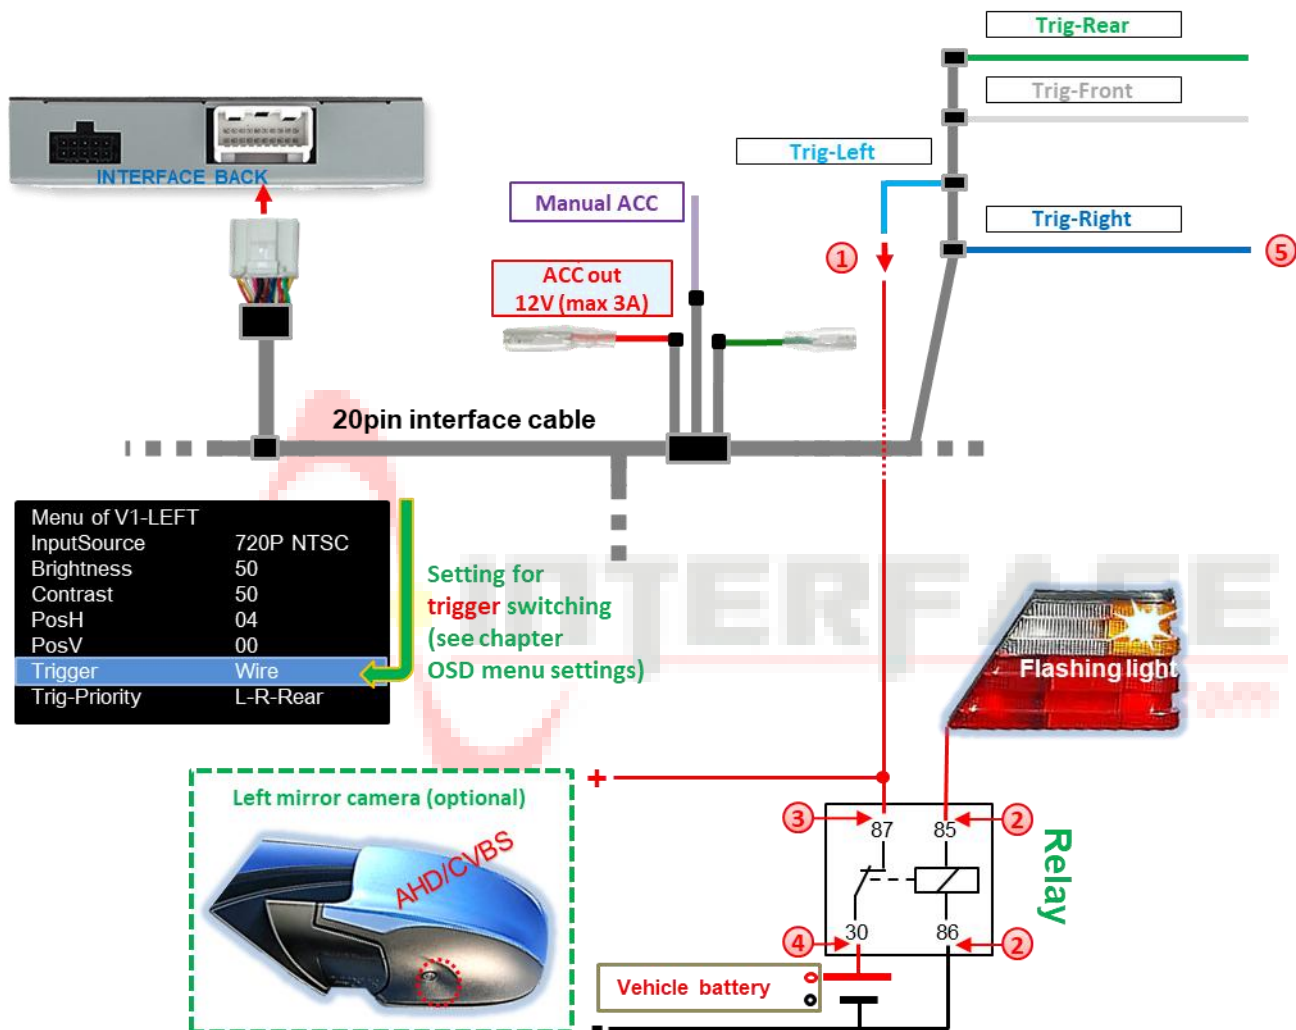 Trig-Rear
Trig-Front
Trig-Left
Trig-Right
INTERFACE BACK
Manual ACC
ACC out
12V (max 3A)
1
5
20pin interface cable
Menu of V1-LEFT
InputSource 720P NTSC
Brightness 50
Contrast 50
PosH 04
PosV 00
Trigger Wire
Trig-Priority L-R-Rear
Setting for
trigger switching
(see chapter
OSD menu settings)
INTERFACE
.com
Flashing light
Left mirror camera (optional)
AHD/CVBS
+
3
87
85
2
Relay
4
30
86
2
Vehicle battery
-